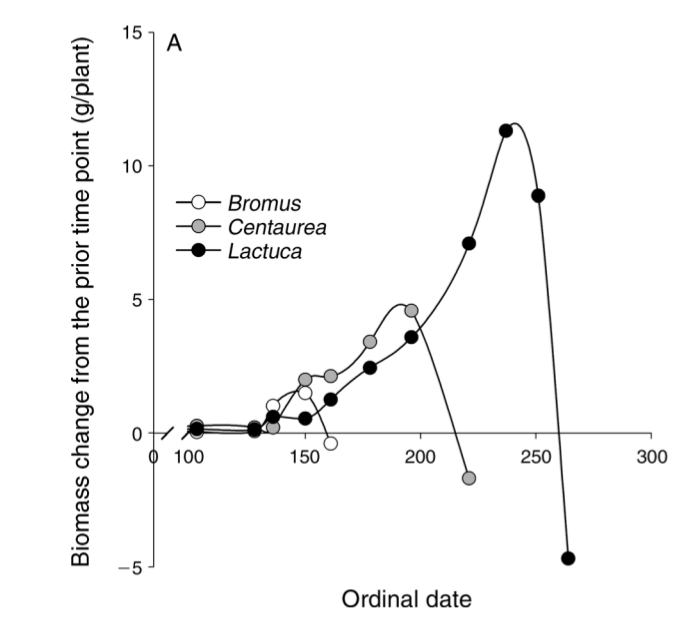 A
15
10
5
0
−5
Biomass change from the prior time point (g/plant)
Bromus
Centaurea
Lactuca
0 100 150 200 250 300
Ordinal date